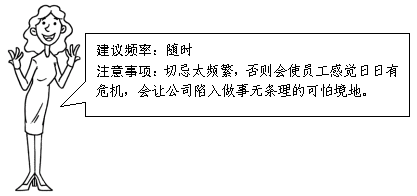 建议频率：随时
注意事项：切忌太频繁，否则会使员工感觉日日有
危机，会让公司陷入做事无条理的可怕境地。